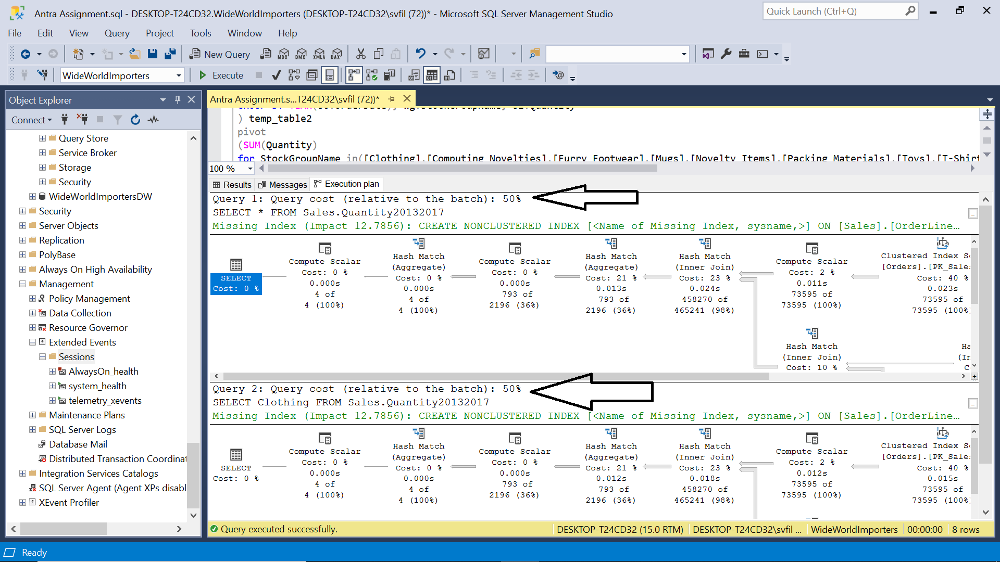 Antra Assignment.sql - DESKTOP-T24CD32.WideWorldImporters (DESKTOP-T24CD32\svfil (72))* - Microsoft SQL Server Management Studio
Quick Launch (Ctrl+Q)
File Edit View Query Project Tools Window Help
New Query MDX DMX XMLA DAX
WideWorldImporters Execute
Object Explorer
Connect
Query Store
Service Broker
Storage
Security
WideWorldImportersDW
Security
Server Objects
Replication
PolyBase
Always On High Availability
Management
Policy Management
Data Collection
Resource Governor
Extended Events
Sessions
AlwaysOn_health
system_health
telemetry_xevents
Maintenance Plans
SQL Server Logs
Database Mail
Distributed Transaction Coordinat
Integration Services Catalogs
SQL Server Agent (Agent XPs disabl
XEvent Profiler
Antra Assignment.s...T24CD32\svfil (72))*
) temp_table2
pivot
(SUM(Quantity)
for StockGroupName in([Clothing],[Computing Novelties],[Furry Footwear],[Mugs],[Novelty Items],[Packing Materials],[Toys],[T-Shirt
100 %
Results Messages Execution plan
Query 1: Query cost (relative to the batch): 50%
SELECT * FROM Sales.Quantity20132017
Missing Index (Impact 12.7856): CREATE NONCLUSTERED INDEX [<Name of Missing Index, sysname,>] ON [Sales].[OrderLine...
SELECT
Cost: 0 %
Compute Scalar
Cost: 0 %
0.000s
4 of
4 (100%)
Hash Match
(Aggregate)
Cost: 0 %
0.000s
4 of
4 (100%)
Compute Scalar
Cost: 0 %
0.000s
793 of
2196 (36%)
Hash Match
(Aggregate)
Cost: 21 %
0.013s
793 of
2196 (36%)
Hash Match
(Inner Join)
Cost: 23 %
0.024s
458270 of
465241 (98%)
Compute Scalar
Cost: 2 %
0.011s
73595 of
73595 (100%)
Clustered Index Sc
[Orders].[PK_Sales
Cost: 40 %
0.023s
73595 of
73595 (100%)
Hash Match
(Inner Join)
Cost: 10 %
Ha
(In
C
Query 2: Query cost (relative to the batch): 50%
SELECT Clothing FROM Sales.Quantity20132017
Missing Index (Impact 12.7856): CREATE NONCLUSTERED INDEX [<Name of Missing Index, sysname,>] ON [Sales].[OrderLine...
SELECT
Cost: 0 %
Compute Scalar
Cost: 0 %
0.000s
4 of
4 (100%)
Hash Match
(Aggregate)
Cost: 0 %
0.000s
4 of
4 (100%)
Compute Scalar
Cost: 0 %
0.000s
793 of
2196 (36%)
Hash Match
(Aggregate)
Cost: 21 %
0.012s
793 of
2196 (36%)
Hash Match
(Inner Join)
Cost: 23 %
0.018s
458270 of
465241 (98%)
Compute Scalar
Cost: 2 %
0.012s
73595 of
73595 (100%)
Clustered Index Sc
[Orders].[PK_Sales
Cost: 40 %
0.015s
73595 of
73595 (100%)
Query executed successfully.
DESKTOP-T24CD32 (15.0 RTM) DESKTOP-T24CD32\svfil ... WideWorldImporters 00:00:00 8 rows
Ready